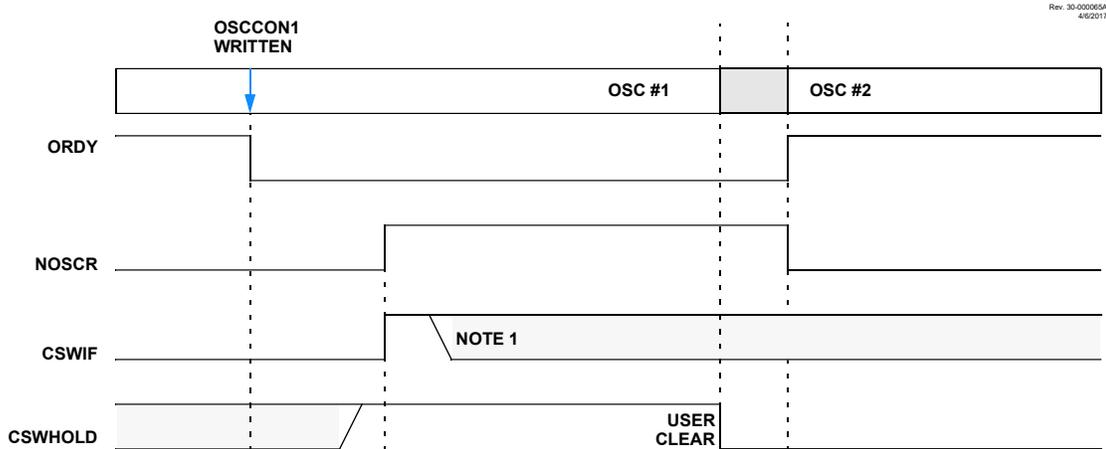 Rev. 30-000065A
4/6/2017
OSCCON1
WRITTEN
OSC #1
OSC #2
ORDY
NOSCR
CSWIF
NOTE 1
CSWHOLD
USER
CLEAR